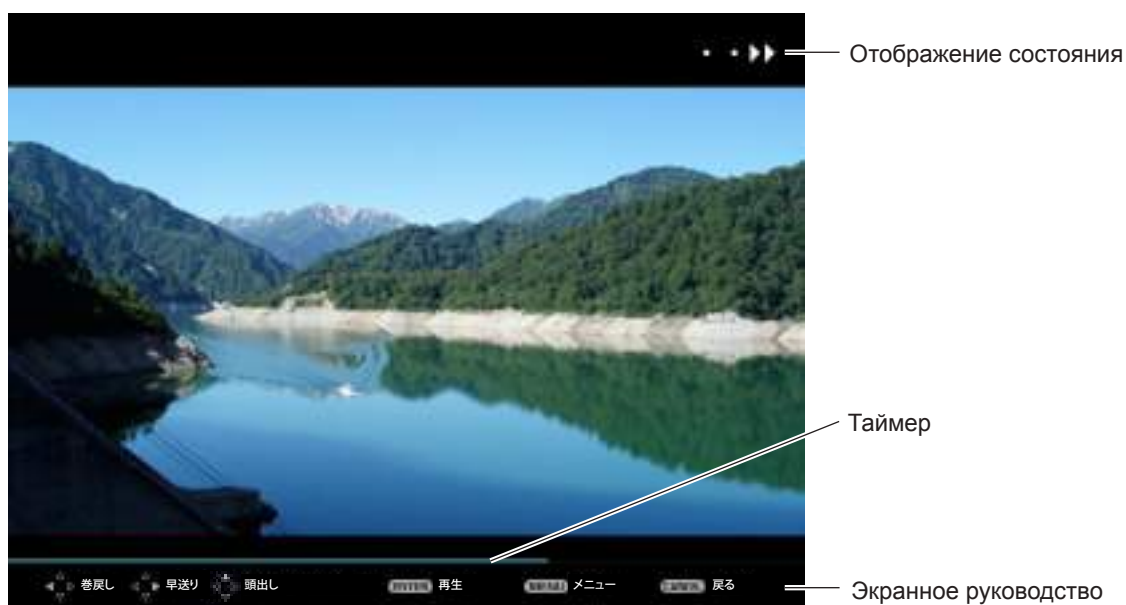 Отображение состояния
Таймер
巻戻し 早送り 頭出し ENTER 再生 MENU メニュー 戻る
Экранное руководство